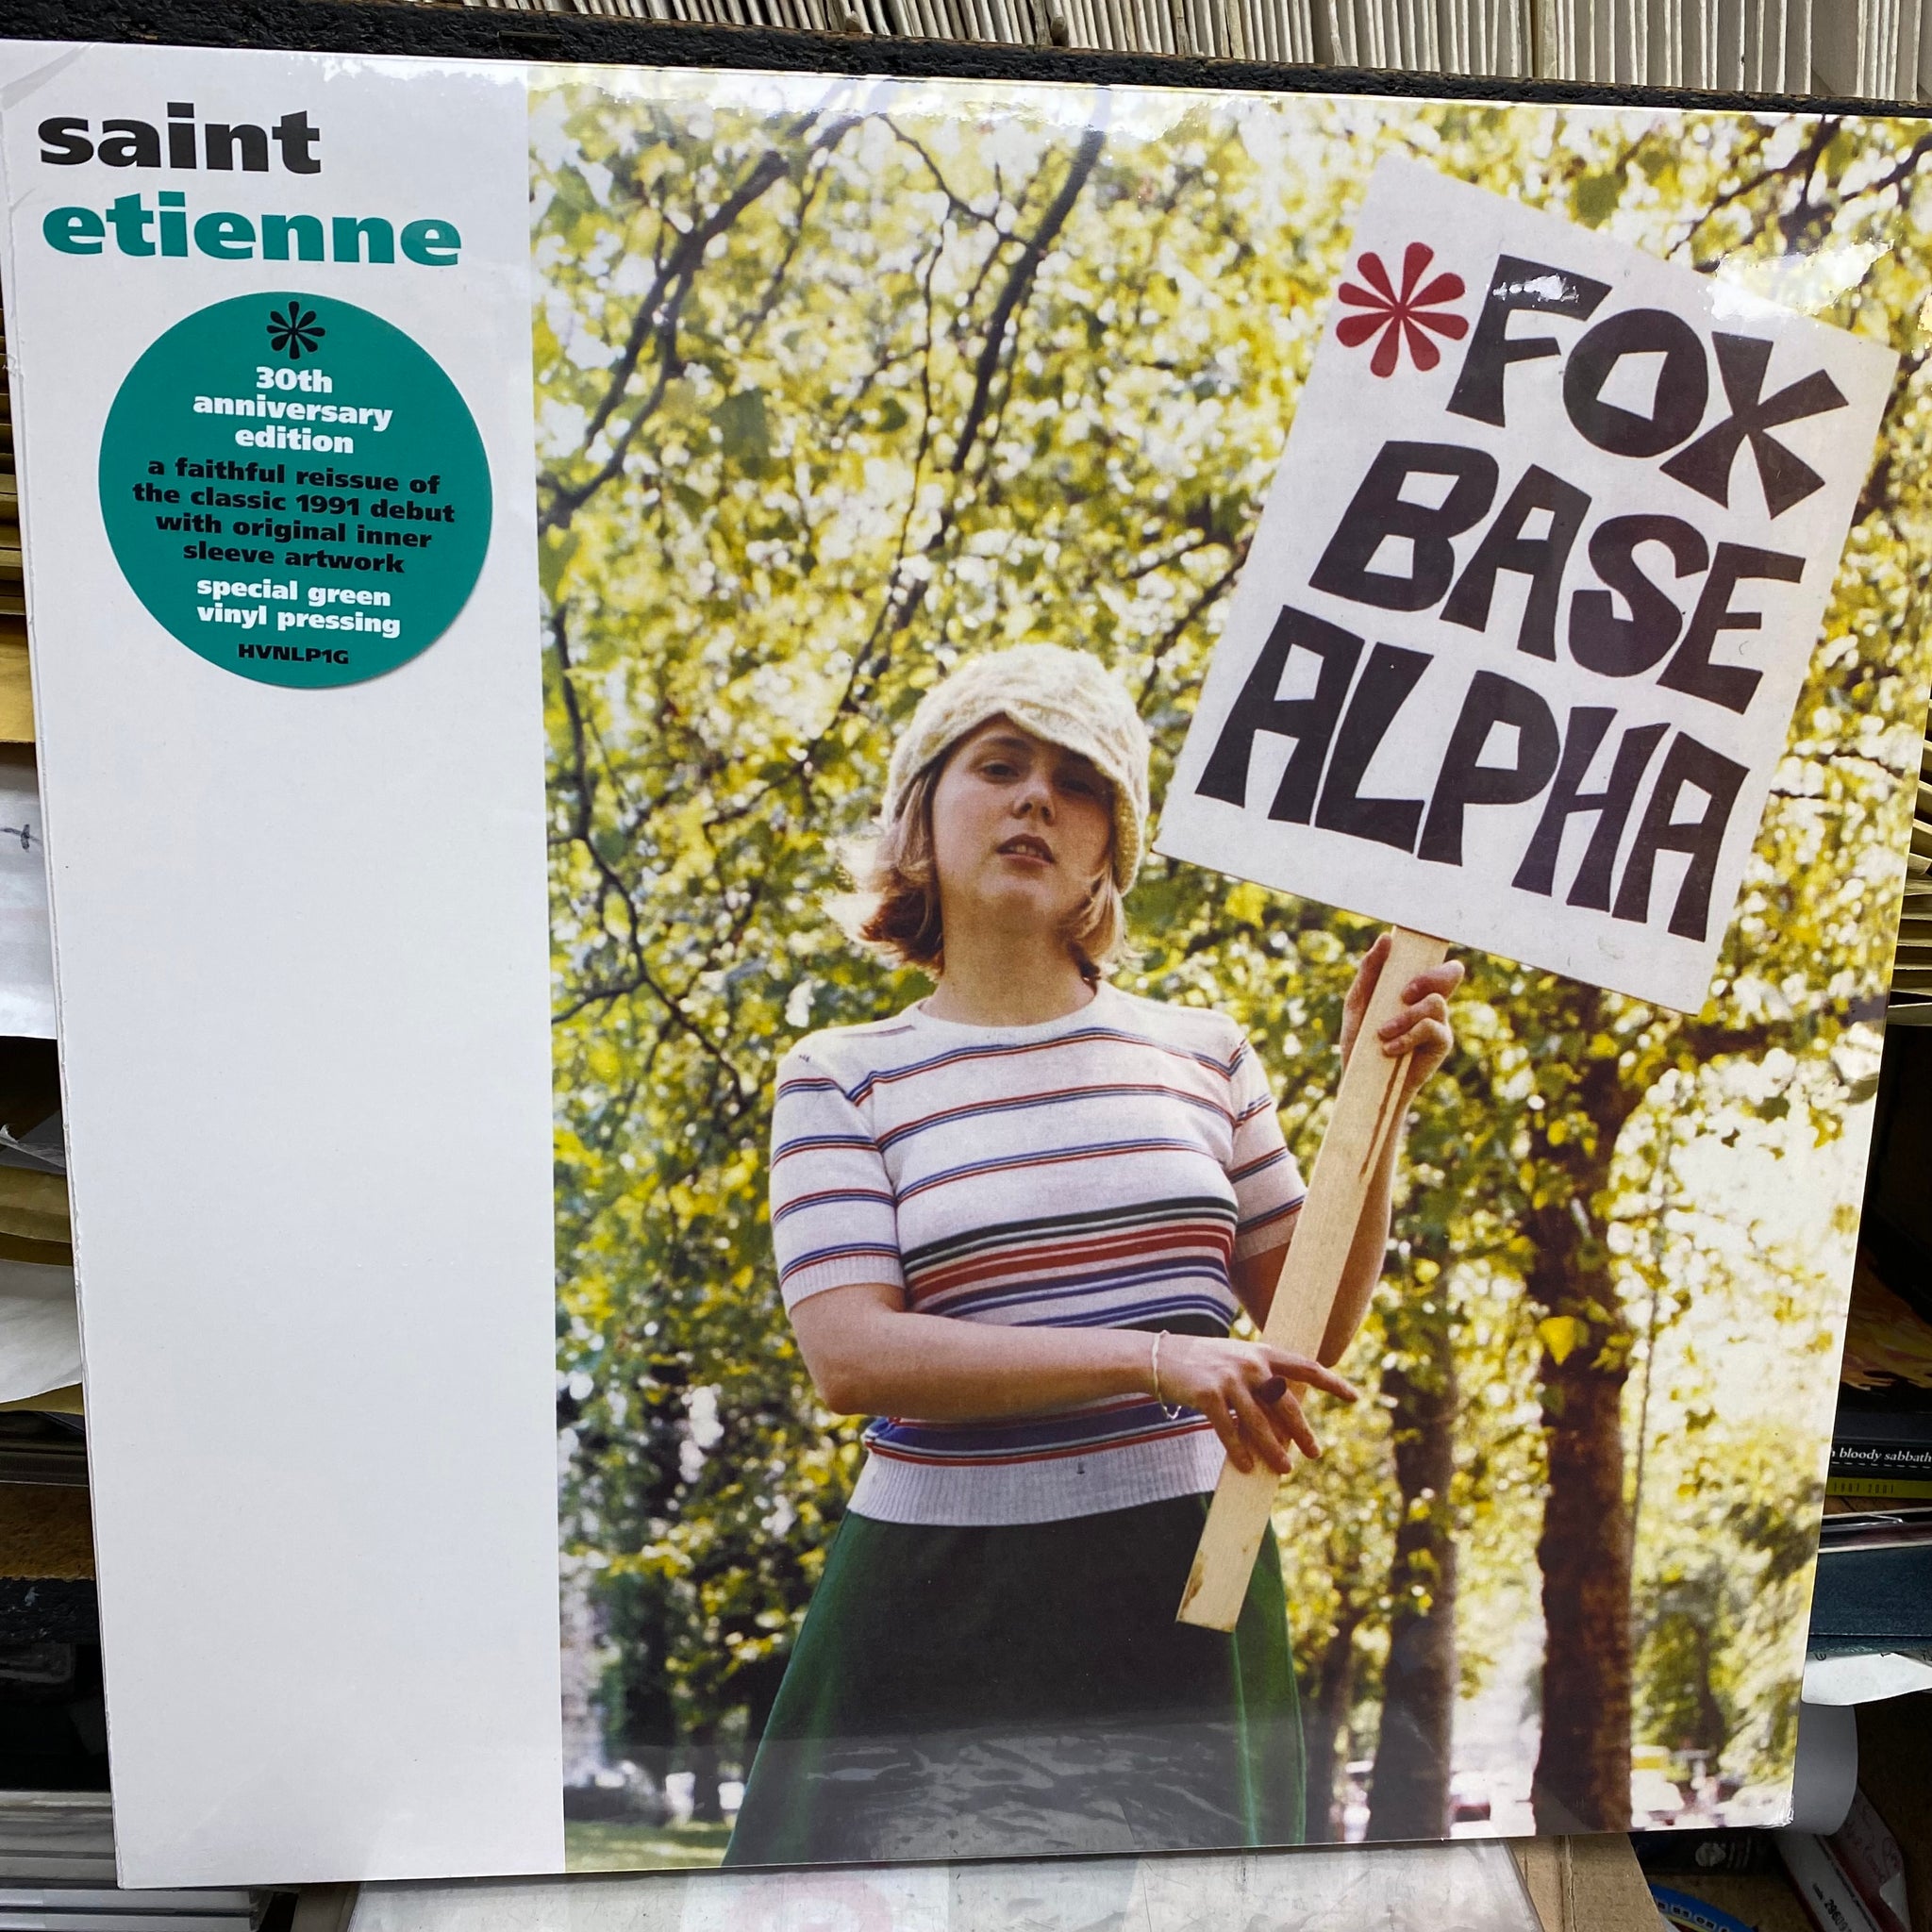 saint
etienne
30th
anniversary
edition
a faithful reissue of
the classic 1991 debut
with original inner
sleeve artwork
special green
vinyl pressing
HVNLP1G
FOX
BASE
ALPHA
bloody sabbath